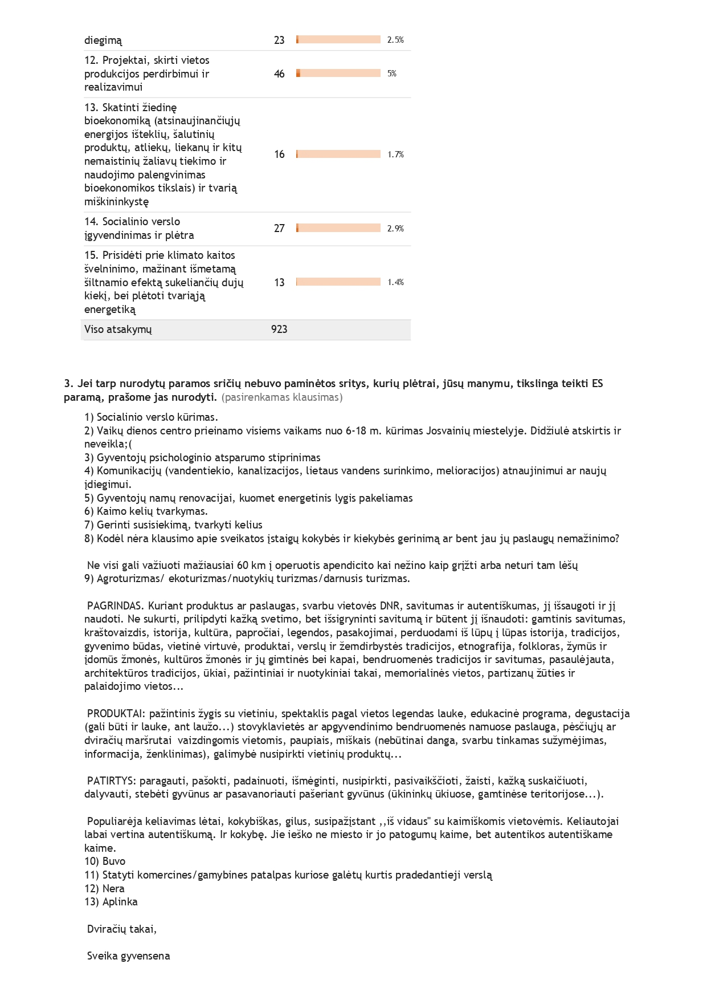 diegimą 23 2.5%
12. Projektai, skirti vietos
produkcijos perdirbimui ir 46 5%
realizavimui
13. Skatinti žiedinę
bioekonomiką (atsinaujinančiųjų
energijos išteklių, šalutinių
produktų, atliekų, liekanų ir kitų
nemaistinių žaliavų tiekimo ir 16 1.7%
naudojimo palengvinimas
bioekonomikos tikslais) ir tvarią
miškininkystę
14. Socialinio verslo
įgyvendinimas ir plėtra 27 2.9%
15. Prisidėti prie klimato kaitos
švelninimo, mažinant išmetamą
šiltnamio efektą sukeliančių dujų 13 1.4%
kiekį, bei plėtoti tvariąją
energetiką
Viso atsakymų 923
3. Jei tarp nurodytų paramos sričių nebuvo paminėtos sritys, kurių plėtrai, jūsų manymu, tikslinga teikti ES
paramą, prašome jas nurodyti. (pasirenkamas klausimas)
1) Socialinio verslo kūrimas.
2) Vaikų dienos centro prieinamo visiems vaikams nuo 6-18 m. kūrimas Josvainių miestelyje. Didžiulė atskirtis ir
neveikla;(
3) Gyventojų psichologinio atsparumo stiprinimas
4) Komunikacijų (vandentiekio, kanalizacijos, lietaus vandens surinkimo, melioracijos) atnaujinimui ar naujų
įdiegimui.
5) Gyventojų namų renovacijai, kuomet energetinis lygis pakeliamas
6) Kaimo kelių tvarkymas.
7) Gerinti susisiekimą, tvarkyti kelius
8) Kodėl nėra klausimo apie sveikatos įstaigų kokybės ir kiekybės gerinimą ar bent jau jų paslaugų nemažinimo?
Ne visi gali važiuoti mažiausiai 60 km į operuotis apendicito kai nežino kaip grįžti arba neturi tam lėšų
9) Agroturizmas/ ekoturizmas/nuotykių turizmas/darnusis turizmas.
PAGRINDAS. Kuriant produktus ar paslaugas, svarbu vietovės DNR, savitumas ir autentiškumas, jį išsaugoti ir jį
naudoti. Ne sukurti, prilipdyti kažką svetimo, bet išsigryninti savitumą ir būtent jį išnaudoti: gamtinis savitumas,
kraštovaizdis, istorija, kultūra, papročiai, legendos, pasakojimai, perduodami iš lūpų į lūpas istorija, tradicijos,
gyvenimo būdas, vietinė virtuvė, produktai, verslų ir žemdirbystės tradicijos, etnografija, folkloras, žymūs ir
įdomūs žmonės, kultūros žmonės ir jų gimtinės bei kapai, bendruomenės tradicijos ir savitumas, pasaulėjauta,
architektūros tradicijos, ūkiai, pažintiniai ir nuotykiniai takai, memorialinės vietos, partizanų žūties ir
palaidojimo vietos...
PRODUKTAI: pažintinis žygis su vietiniu, spektaklis pagal vietos legendas lauke, edukacinė programa, degustacija
(gali būti ir lauke, ant laužo...) stovyklavietės ar apgyvendinimo bendruomenės namuose paslauga, pėsčiųjų ar
dviračių maršrutai  vaizdingomis vietomis, paupiais, miškais (nebūtinai danga, svarbu tinkamas sužymėjimas,
informacija, ženklinimas), galimybė nusipirkti vietinių produktų...
PATIRTYS: paragauti, pašokti, padainuoti, išmėginti, nusipirkti, pasivaikščioti, žaisti, kažką suskaičiuoti,
dalyvauti, stebėti gyvūnus ar pasavanoriauti pašeriant gyvūnus (ūkininkų ūkiuose, gamtinėse teritorijose...).
Populiarėja keliavimas lėtai, kokybiškas, gilus, susipažįstant ,,iš vidaus" su kaimiškomis vietovėmis. Keliautojai
labai vertina autentiškumą. Ir kokybę. Jie ieško ne miesto ir jo patogumų kaime, bet autentikos autentiškame
kaime.
10) Buvo
11) Statyti komercines/gamybines patalpas kuriose galėtų kurtis pradedantieji verslą
12) Nera
13) Aplinka
Dviračių takai,
Sveika gyvensena